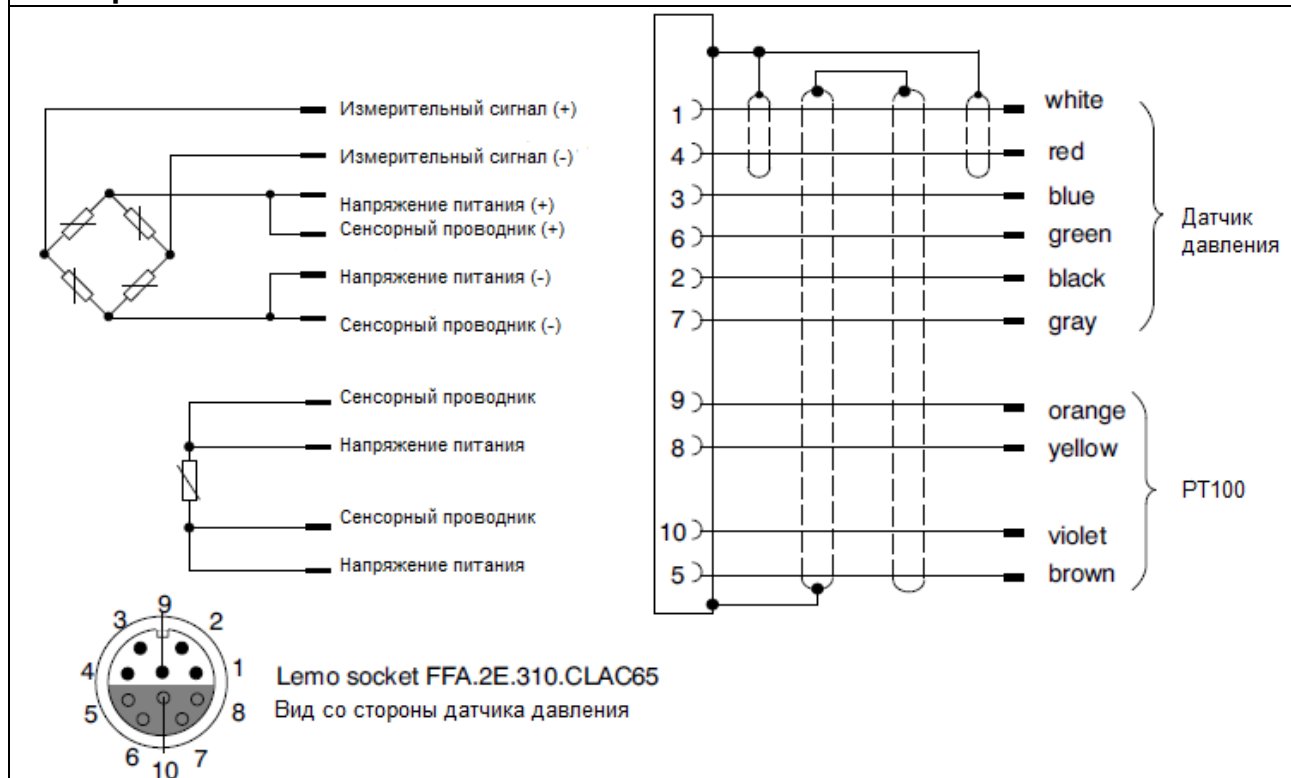 Измерительный сигнал (+)
Измерительный сигнал (-)
Напряжение питания (+)
Сенсорный проводник (+)
Напряжение питания (-)
Сенсорный проводник (-)
1 white
4 red
3 blue
6 green
2 black
7 gray
Датчик
давления
Сенсорный проводник
Напряжение питания
Сенсорный проводник
Напряжение питания
9 orange
8 yellow
10 violet
5 brown
PT100
9
3 2
4 1
5 8
6 7
10
Lemo socket FFA.2E.310.CLAC65
Вид со стороны датчика давления